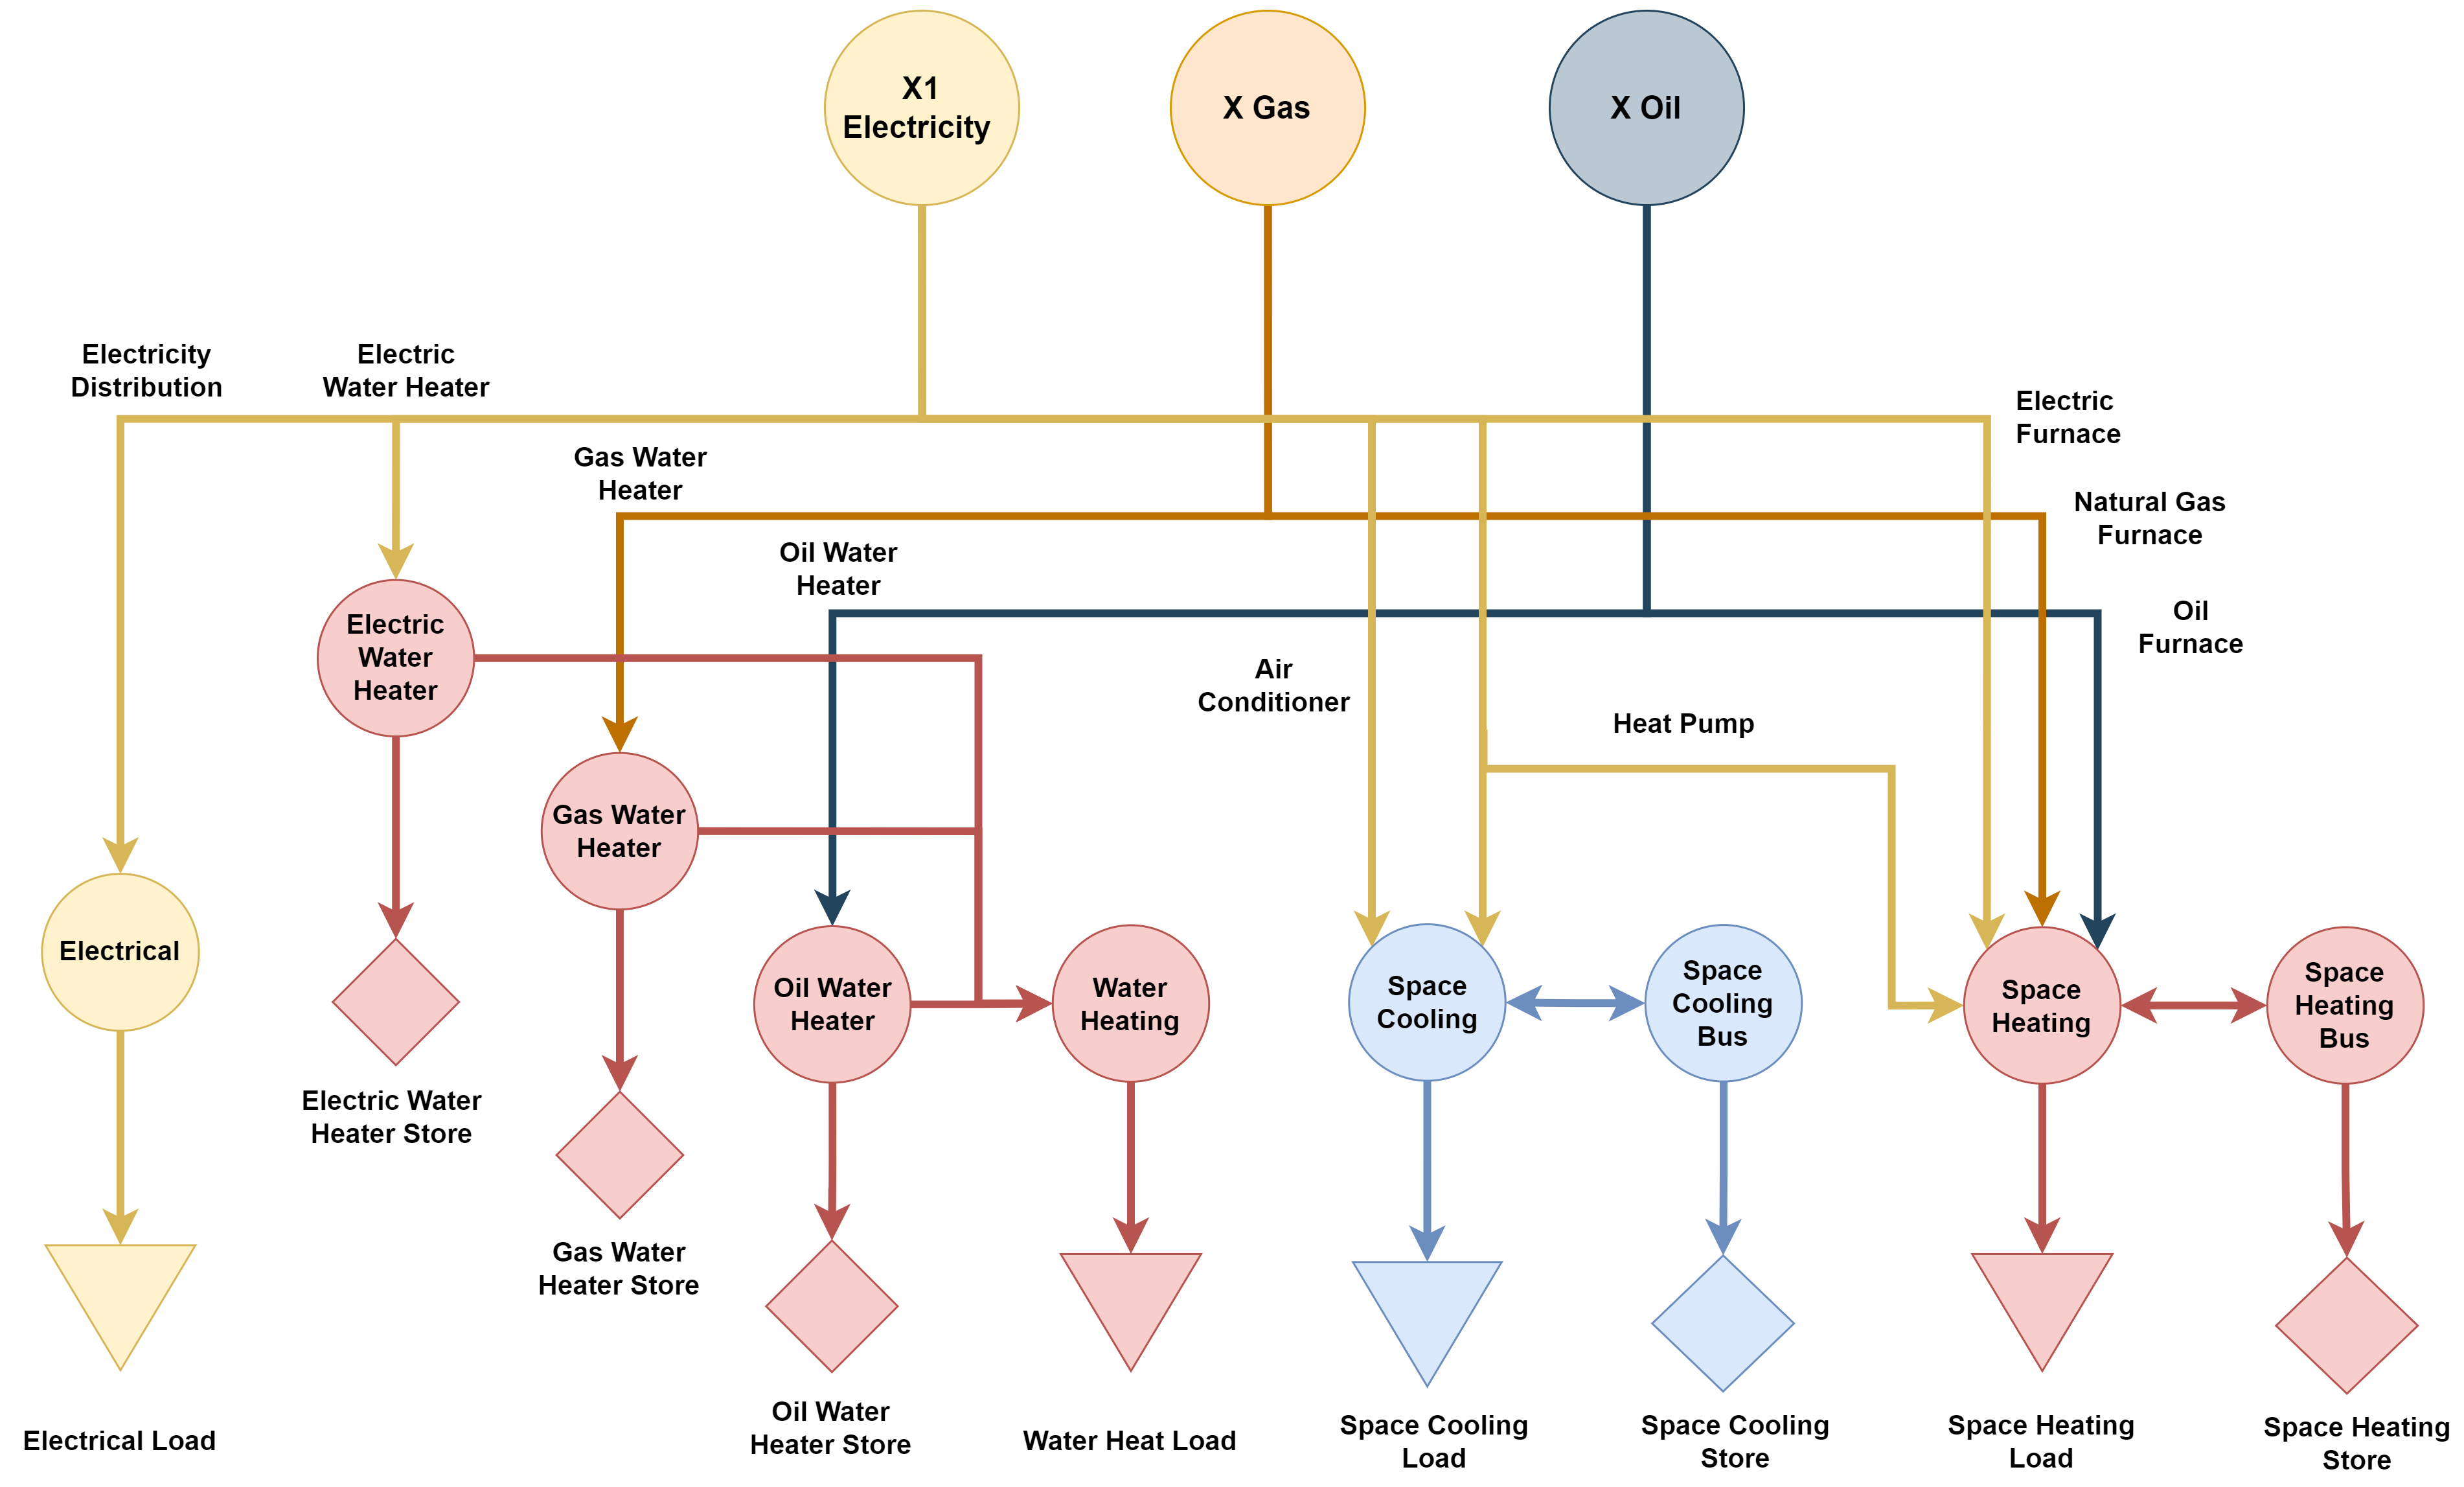 X1
Electricity
X Gas
X Oil
Electricity
Distribution
Electric
Water Heater
Gas Water
Heater
Oil Water
Heater
Electric
Furnace
Natural Gas
Furnace
Oil
Furnace
Air
Conditioner
Heat Pump
Electric
Water
Heater
Gas Water
Heater
Electrical
Oil Water
Heater
Water
Heating
Space
Cooling
Space
Cooling
Bus
Space
Heating
Space
Heating
Bus
Electric Water
Heater Store
Gas Water
Heater Store
Electrical Load
Oil Water
Heater Store
Water Heat Load
Space Cooling
Load
Space Cooling
Store
Space Heating
Load
Space Heating
Store